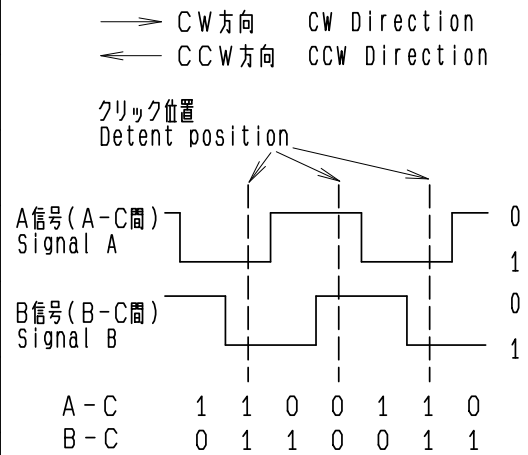 CW方向 CW Direction
CCW方向 CCW Direction
クリック位置
Detent position
A信号(A-C間)
Signal A
0
1
B信号(B-C間)
Signal B
0
1
A-C 1 1 0 0 1 1 0
B-C 0 1 1 0 0 1 1